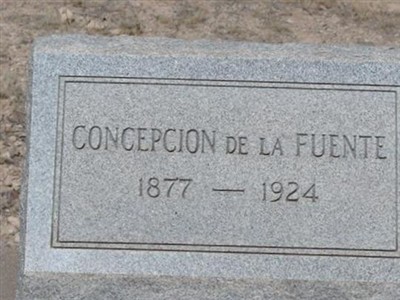 CONCEPCION DE LA FUENTE
1877 — 1924